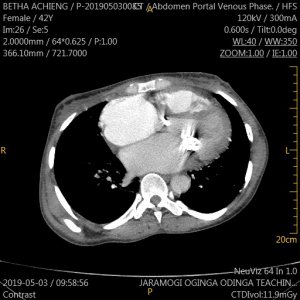 BETHA ACHIENG / P-2019050300
/Abdomen Portal Venous Phase. / HFS
Female / 42Y
120kV / 300mA
Im:26 / Se:5
0.600s / Tilt:0.0deg
2.0000mm / 64*0.625 / P:1.00
WL:40 / WW:350
366.10mm / 721.7000
ZOOM:1.00 / IE:1.00
A
R
L
20cm
NeuViz 64 In 1.0
2019-05-03 / 09:58:56
JARAMOGI OGINGA ODINGA TEACHIN
Contrast
P
CTDIvol:11.9mGy